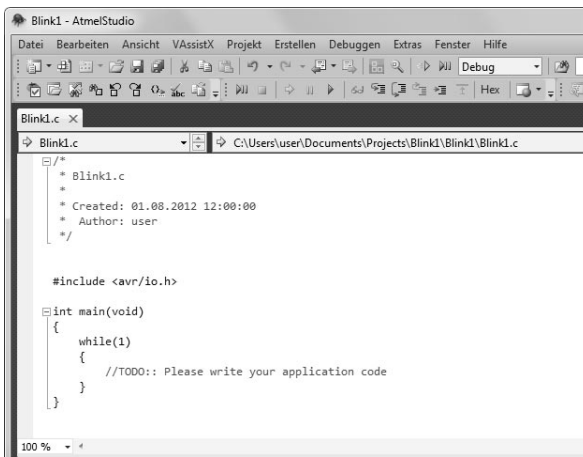 Blink1 - AtmelStudio
Datei Bearbeiten Ansicht VAssistX Projekt Erstellen Debuggen Extras Fenster Hilfe
Debug
Hex
Blink1.c
Blink1.c C:\Users\user\Documents\Projects\Blink1\Blink1\Blink1.c
/*
* Blink1.c
*
* Created: 01.08.2012 12:00:00
* Author: user
*/
#include <avr/io.h>
int main(void)
{
while(1)
{
//TODO:: Please write your application code
}
}
100 %